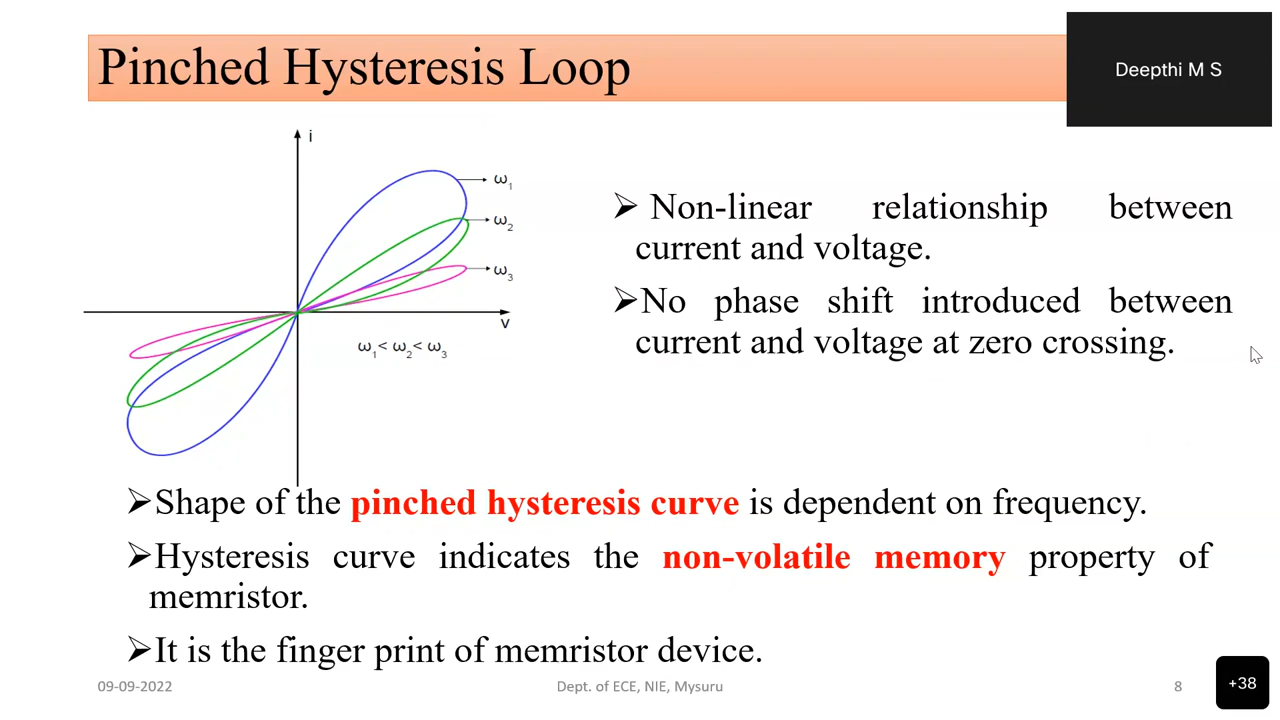 Pinched Hysteresis Loop
Deepthi M S
i
ω1
ω2
ω3
v
ω1< ω2< ω3
➢ Non-linear relationship between
current and voltage.
➢No phase shift introduced between
current and voltage at zero crossing.
➢Shape of the pinched hysteresis curve is dependent on frequency.
➢Hysteresis curve indicates the non-volatile memory property of
memristor.
➢It is the finger print of memristor device.
09-09-2022
Dept. of ECE, NIE, Mysuru
8
+38